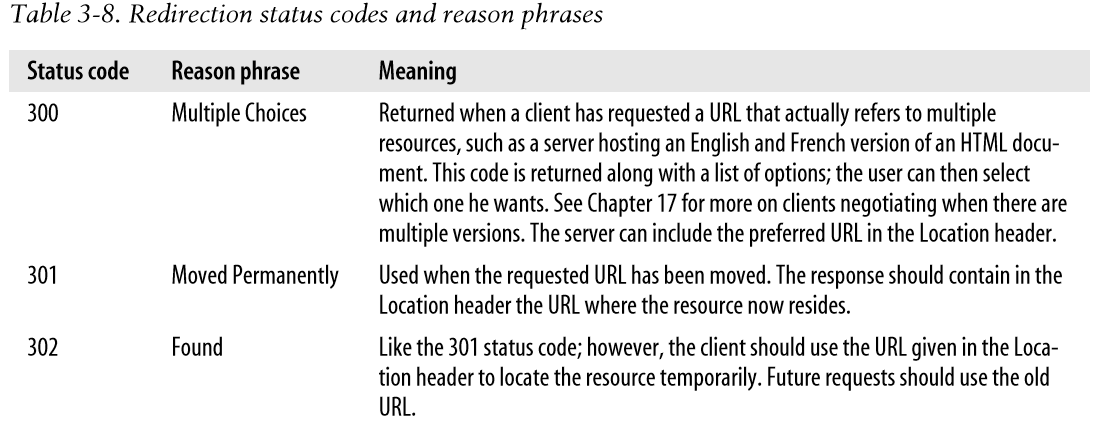 Table 3-8. Redirection status codes and reason phrases
Status code Reason phrase Meaning
300 Multiple Choices Returned when a client has requested a URL that actually refers to multiple
resources, such as a server hosting an English and French version of an HTML docu-
ment. This code is returned along with a list of options; the user can then select
which one he wants. See Chapter 17 for more on clients negotiating when there are
multiple versions. The server can include the preferred URL in the Location header.
301 Moved Permanently Used when the requested URL has been moved. The response should contain in the
Location header the URL where the resource now resides.
302 Found Like the 301 status code; however, the client should use the URL given in the Loca-
tion header to locate the resource temporarily. Future requests should use the old
URL.